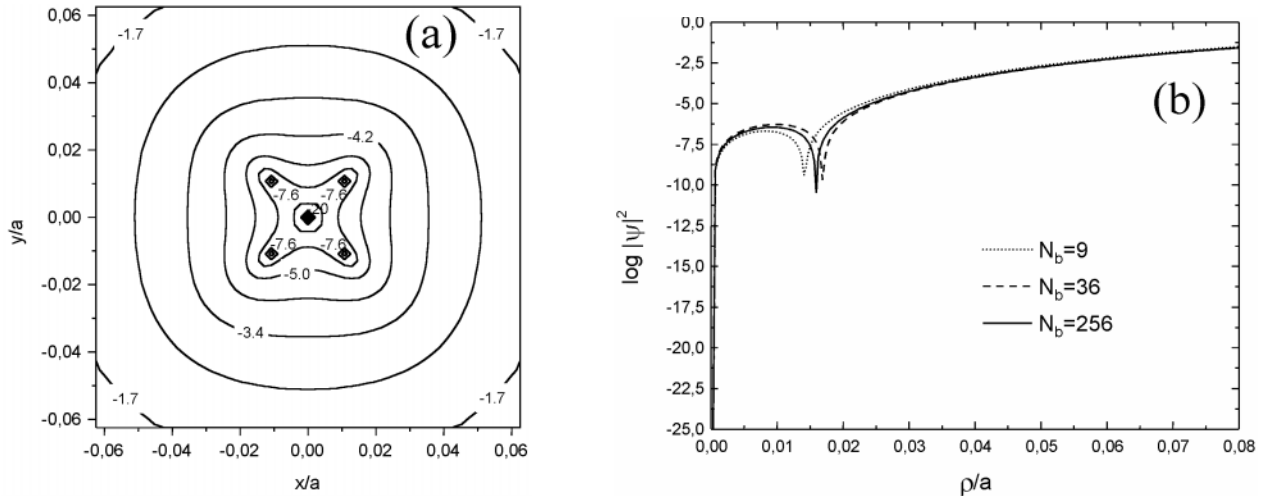 (a)
0,06
0,04
0,02
0,00
-0,02
-0,04
-0,06
y/a
-1.7
-1.7
-4.2
-7.6
-7.6
20
-7.6
-7.6
-5.0
-3.4
-1.7
-1.7
-0,06 -0,04 -0,02 0,00 0,02 0,04 0,06
x/a
(b)
0,0
-2,5
-5,0
-7,5
-10,0
-12,5
-15,0
-17,5
-20,0
-22,5
-25,0
log |ψ|²
N_b=9
N_b=36
N_b=256
0,00 0,01 0,02 0,03 0,04 0,05 0,06 0,07 0,08
ρ/a